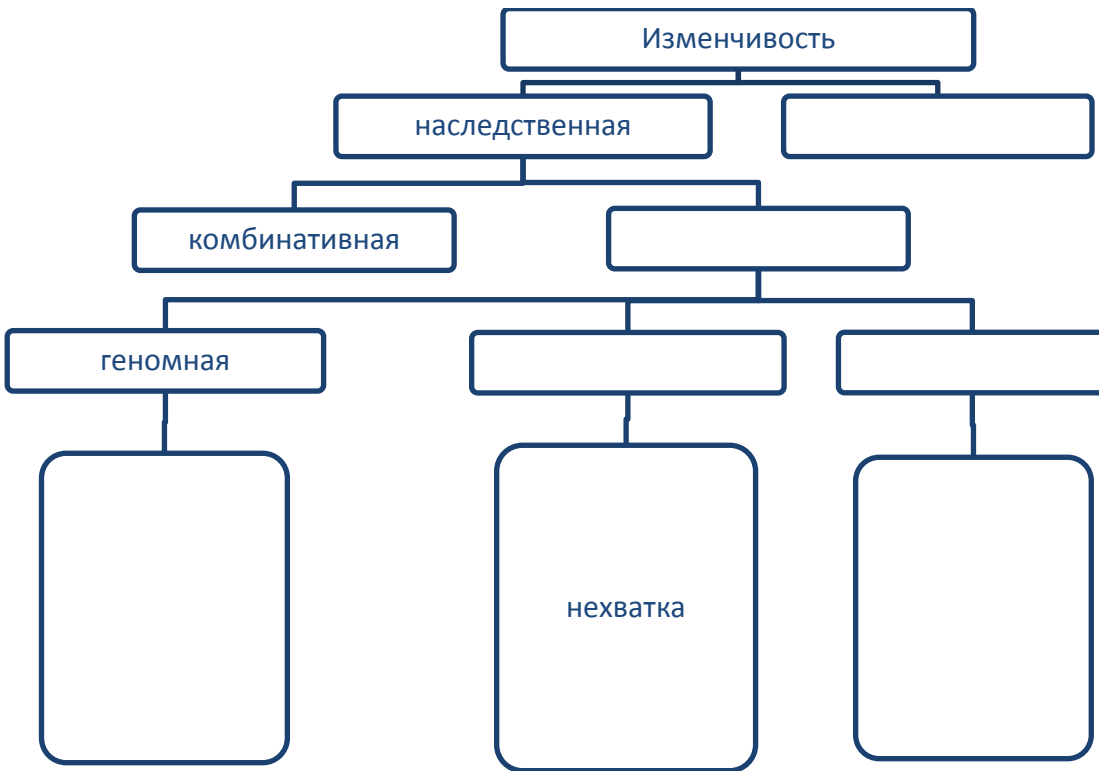 Изменчивость
наследственная
комбинативная
геномная
нехватка